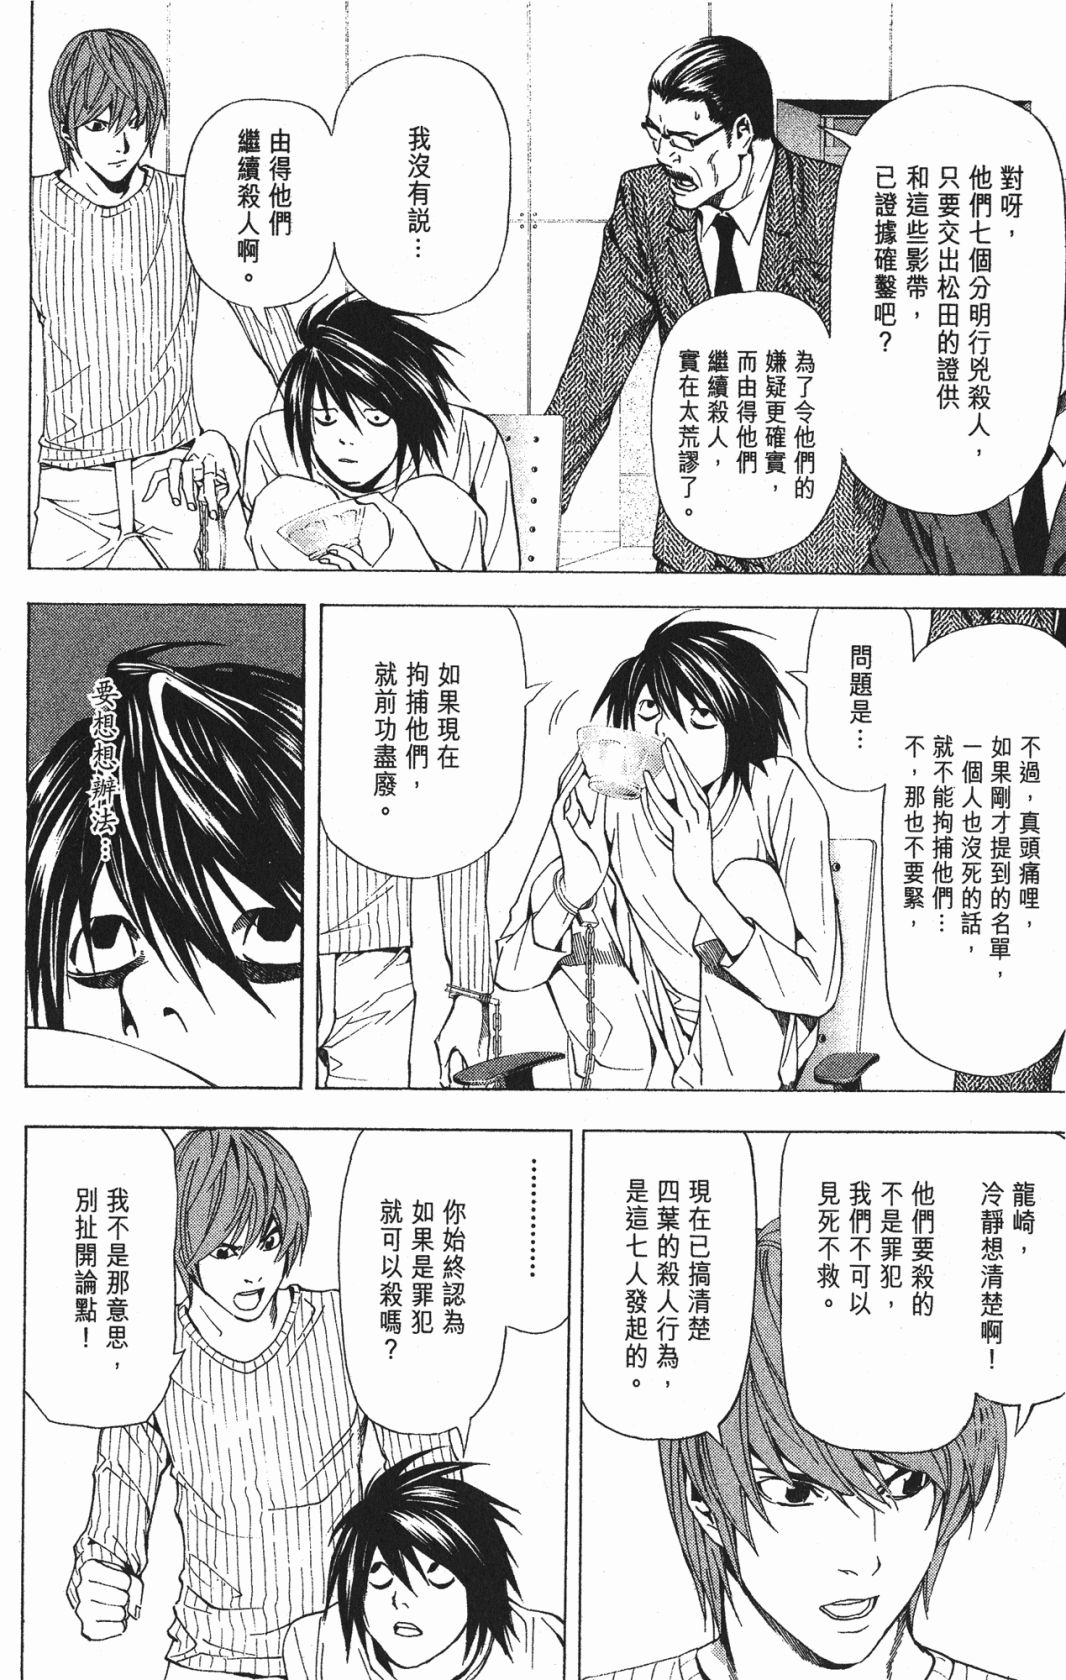 對呀，
他們七個分明行兇殺人，
只要交出松田的證供
和這些影帶，
已證據確鑿吧？
為了令他們的
嫌疑更確實，
而由得他們
繼續殺人，
實在太荒謬了。
我沒有説…
由得他們
繼續殺人啊。
不過，真頭痛哩，
如果剛才提到的名單，
一個人也沒死的話，
就不能拘捕他們…
不，那也不要緊，
問題是…
如果現在
拘捕他們，
就前功盡廢。
要想想辦法…
龍崎，
冷靜想清楚啊！
他們要殺的
不是罪犯，
我們不可以
見死不救。
現在已搞清楚
四葉的殺人行為，
是這七人發起的。
…………
你始終認為
如果是罪犯
就可以殺嗎？
我不是那意思，
別扯開論點！